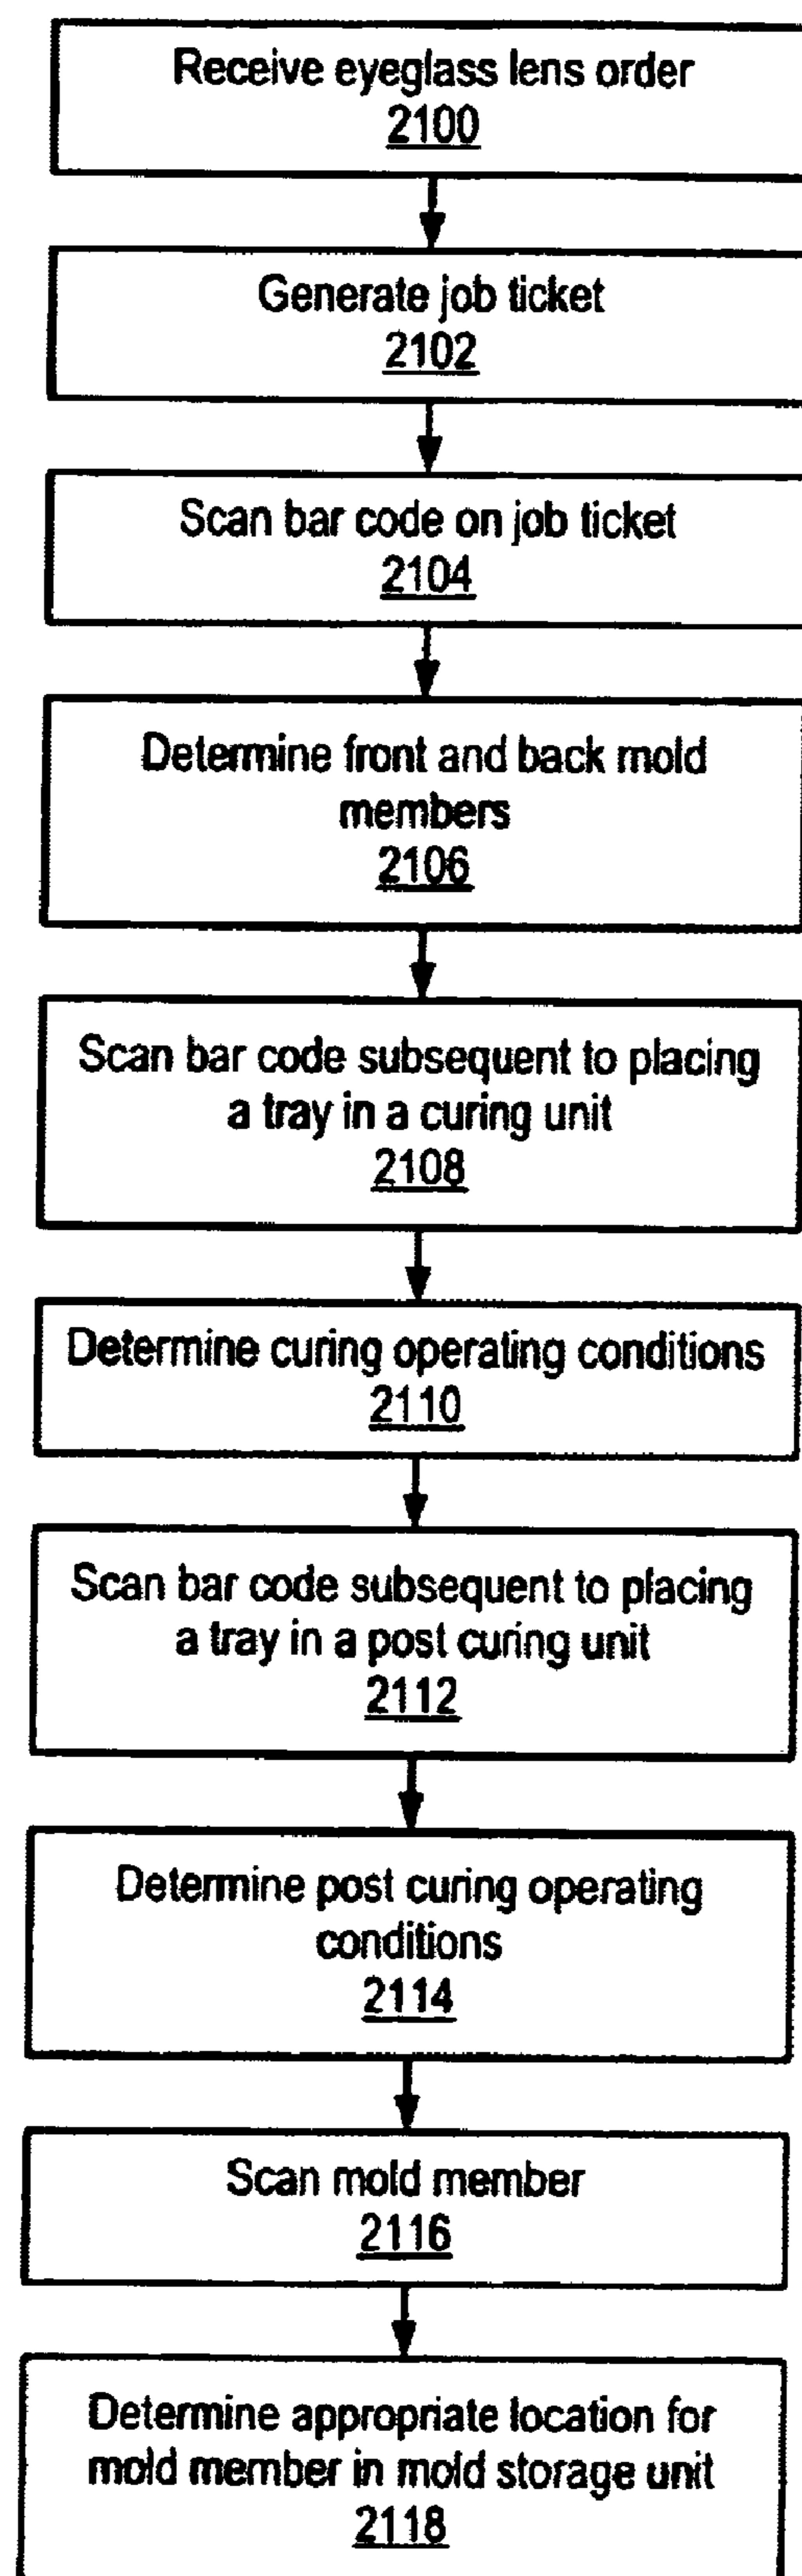 Receive eyeglass lens order
2100
Generate job ticket
2102
Scan bar code on job ticket
2104
Determine front and back mold
members
2106
Scan bar code subsequent to placing
a tray in a curing unit
2108
Determine curing operating conditions
2110
Scan bar code subsequent to placing
a tray in a post curing unit
2112
Determine post curing operating
conditions
2114
Scan mold member
2116
Determine appropriate location for
mold member in mold storage unit
2118